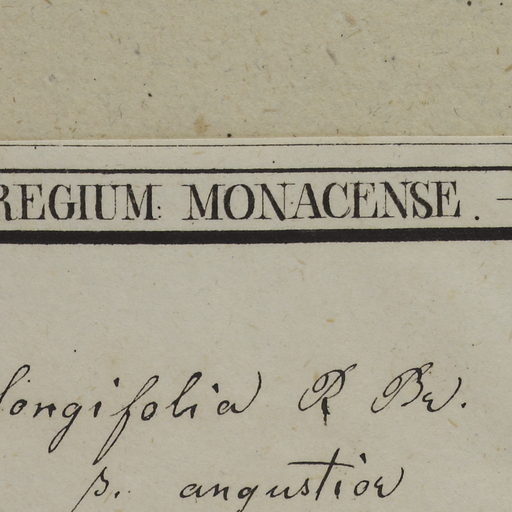 REGIUM MONACENSE.
longifolia R Br.
β. angustior